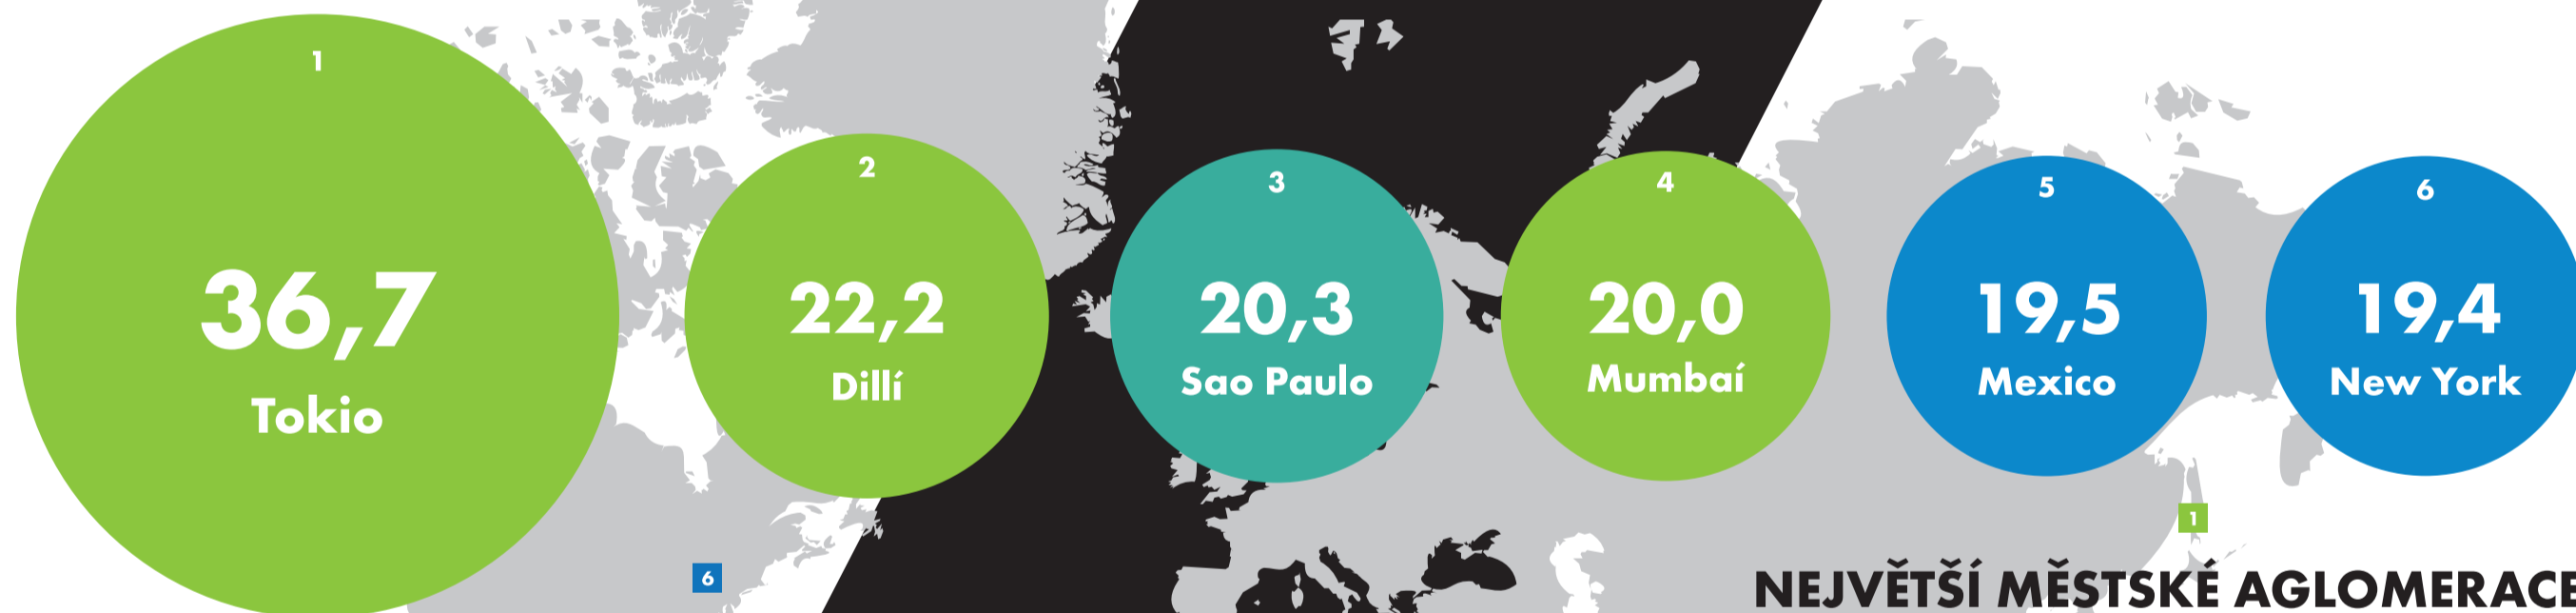 1
36,7
Tokio
2
22,2
Dillí
3
20,3
Sao Paulo
4
20,0
Mumbaí
5
19,5
Mexico
6
19,4
New York
6
1
NEJVĚTŠÍ MĚSTSKÉ AGLOMERACE